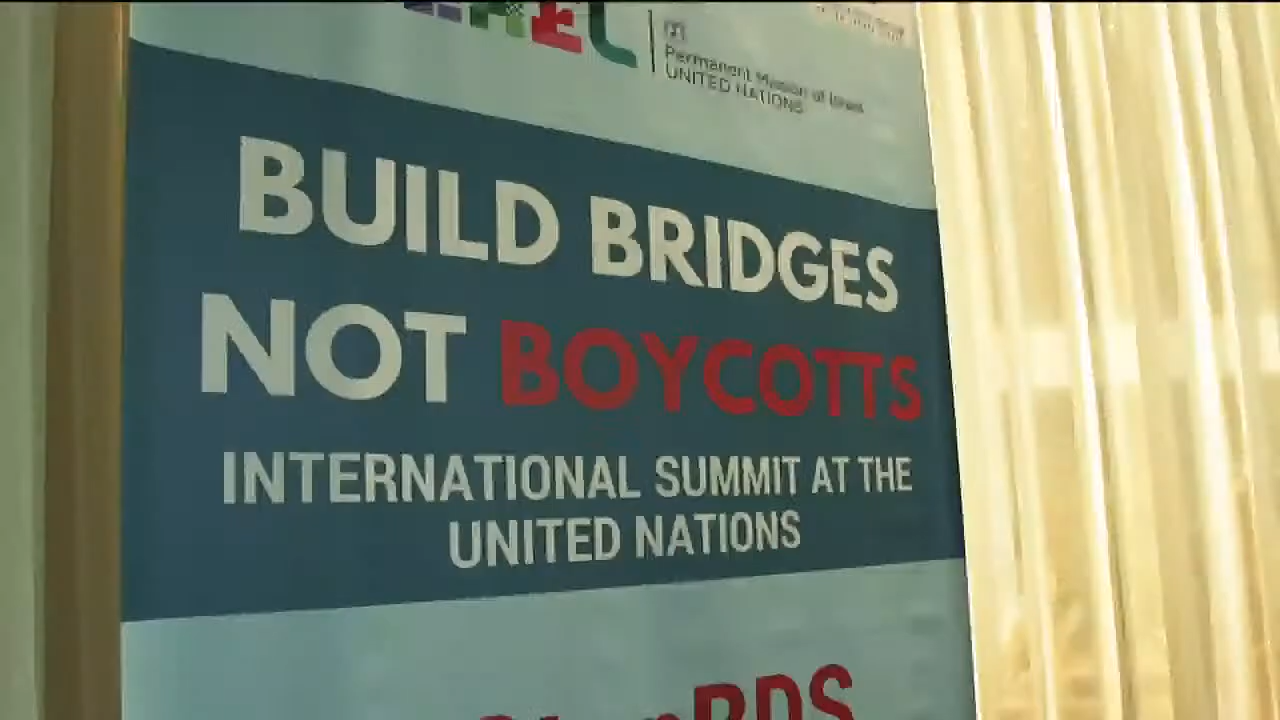 Permanent Mission of Israel
UNITED NATIONS
BUILD BRIDGES
NOT BOYCOTTS
INTERNATIONAL SUMMIT AT THE
UNITED NATIONS